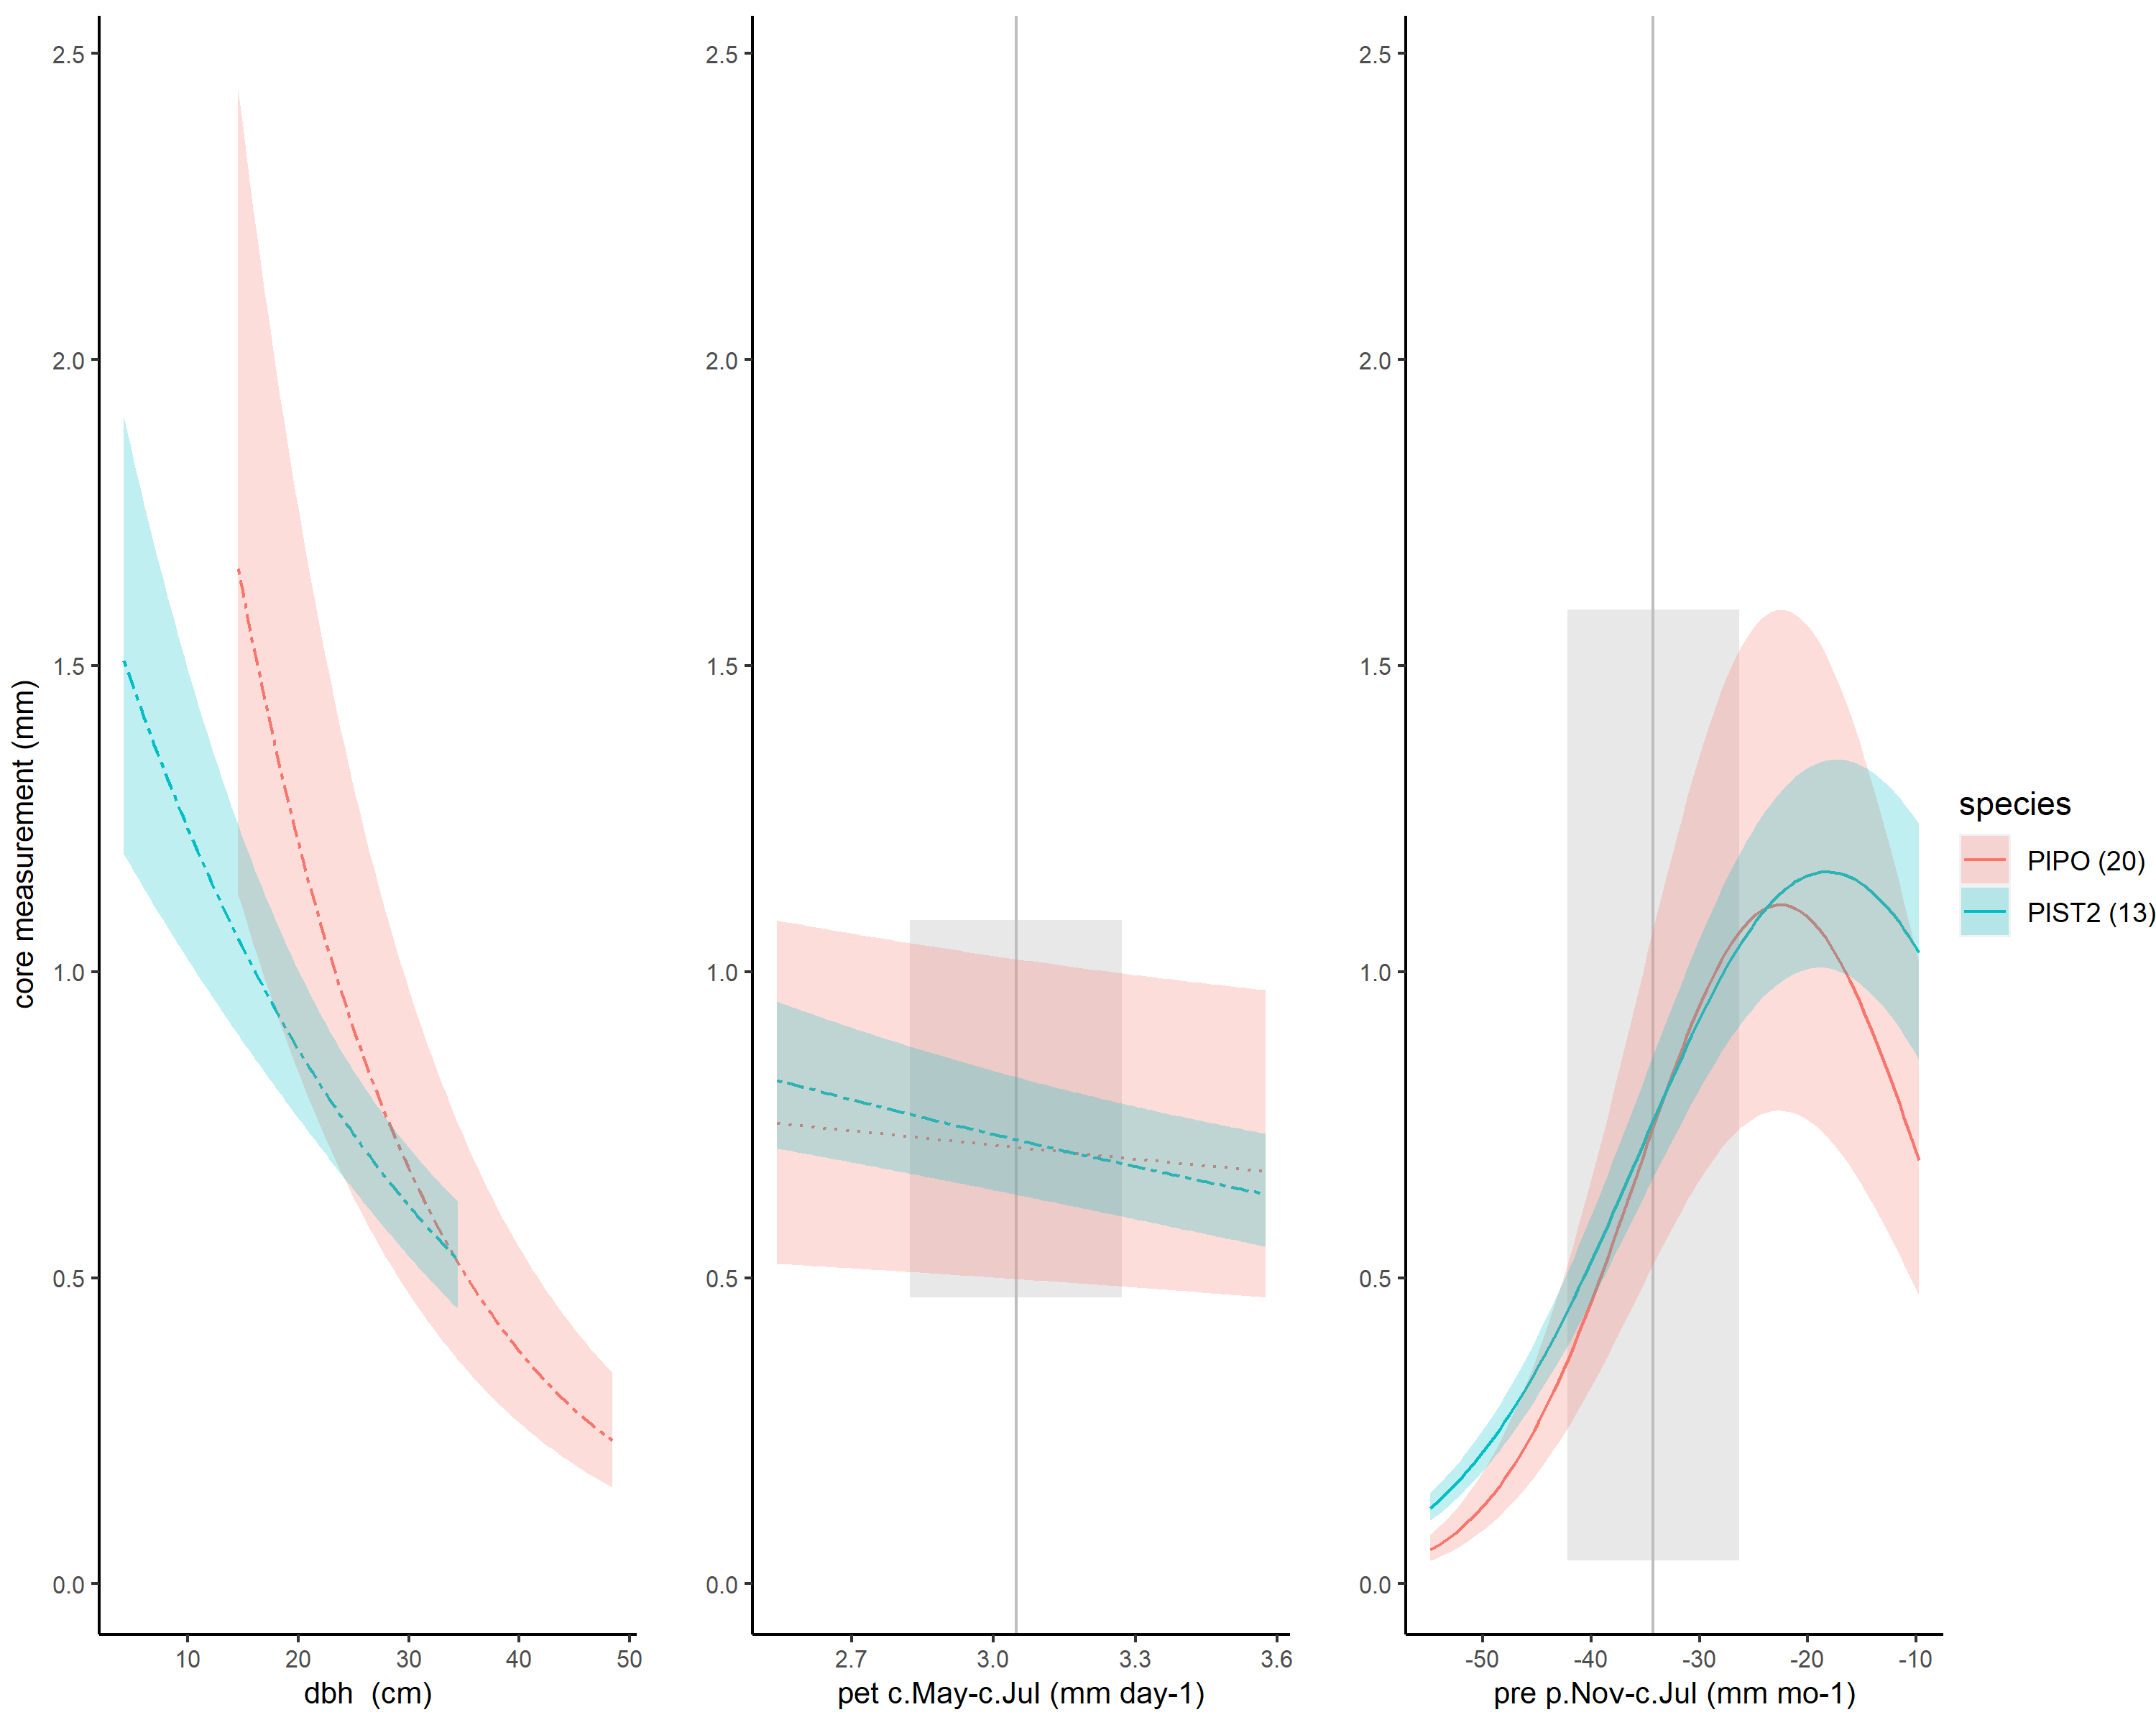 core measurement (mm)
2.5
2.0
1.5
1.0
0.5
0.0
10 20 30 40 50
dbh  (cm)
2.5
2.0
1.5
1.0
0.5
0.0
2.7 3.0 3.3 3.6
pet c.May-c.Jul (mm day-1)
2.5
2.0
1.5
1.0
0.5
0.0
-50 -40 -30 -20 -10
pre p.Nov-c.Jul (mm mo-1)
species
PIPO (20)
PIST2 (13)